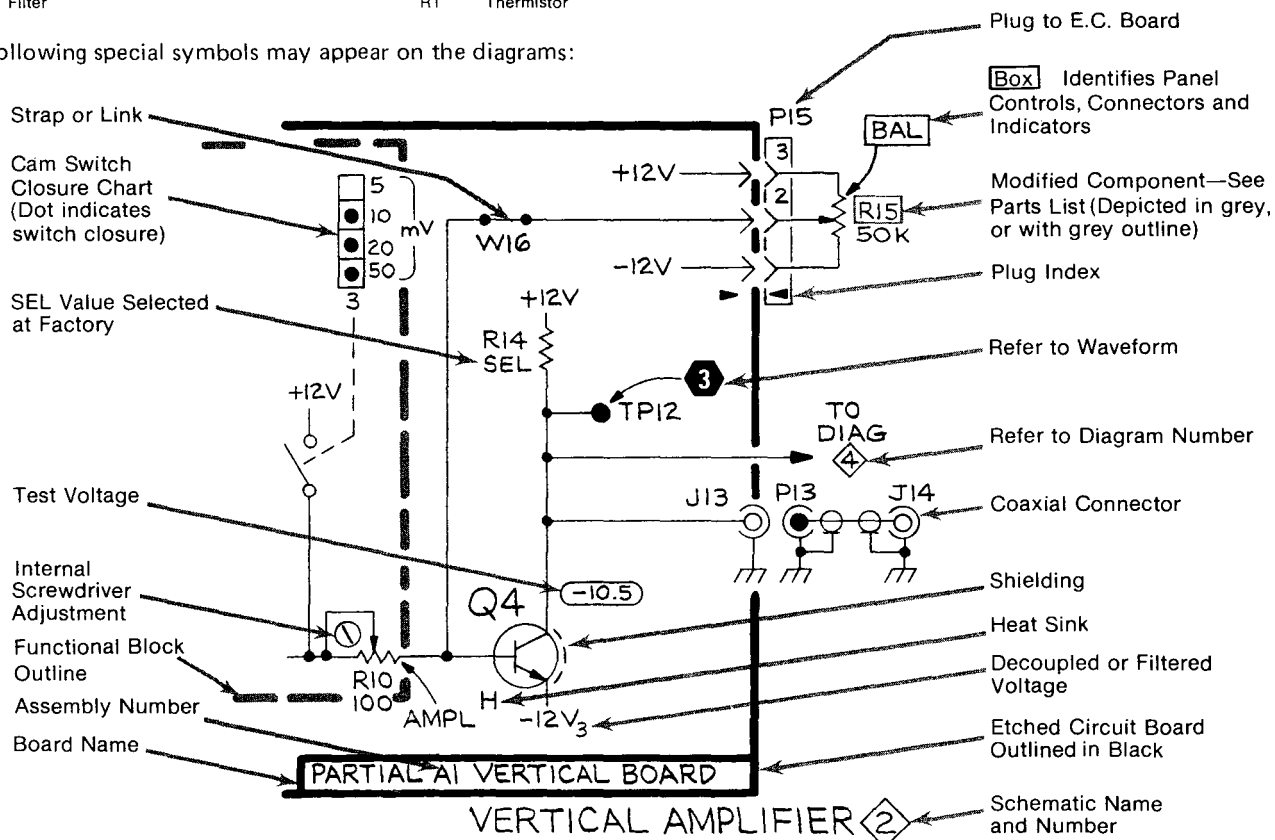 Filter
RT Thermistor
ollowing special symbols may appear on the diagrams:
Strap or Link
Cam Switch
Closure Chart
(Dot indicates
switch closure)
SEL Value Selected
at Factory
Test Voltage
Internal
Screwdriver
Adjustment
Functional Block
Outline
Assembly Number
Board Name
5
10
20
50
mV
3
+12V
R10
100
AMPL
W16
+12V
R14
SEL
3
TP12
Q4
-10.5
H
-12V3
+12V
-12V
P15
3
2
BAL
R15
50K
TO
DIAG
4
J13
P13
J14
PARTIAL A1 VERTICAL BOARD
VERTICAL AMPLIFIER 2
Plug to E.C. Board
Box Identifies Panel
Controls, Connectors and
Indicators
Modified Component—See
Parts List (Depicted in grey,
or with grey outline)
Plug Index
Refer to Waveform
Refer to Diagram Number
Coaxial Connector
Shielding
Heat Sink
Decoupled or Filtered
Voltage
Etched Circuit Board
Outlined in Black
Schematic Name
and Number